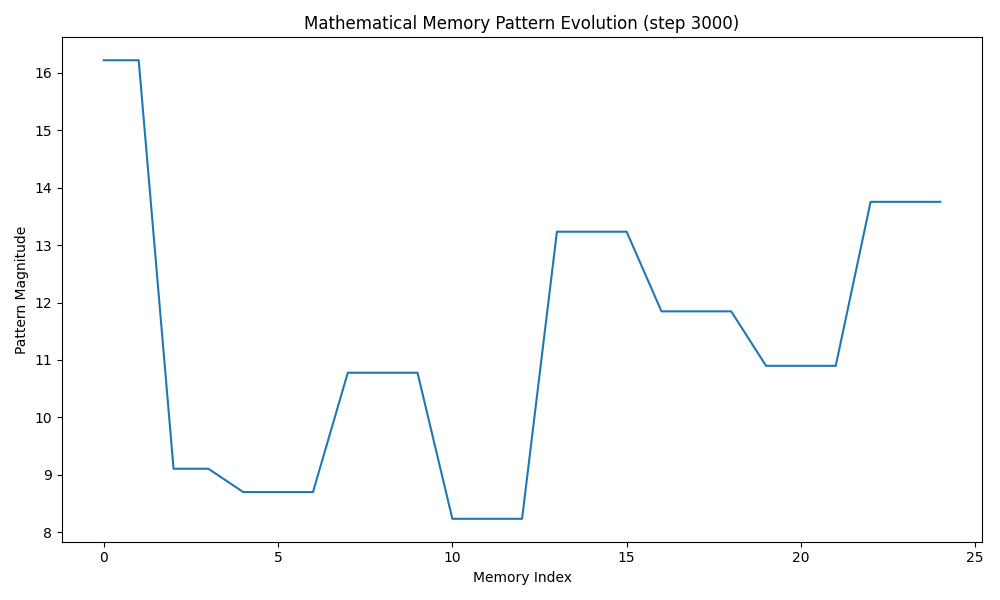 Mathematical Memory Pattern Evolution (step 3000)
Pattern Magnitude
16
15
14
13
12
11
10
9
8
0 5 10 15 20 25
Memory Index